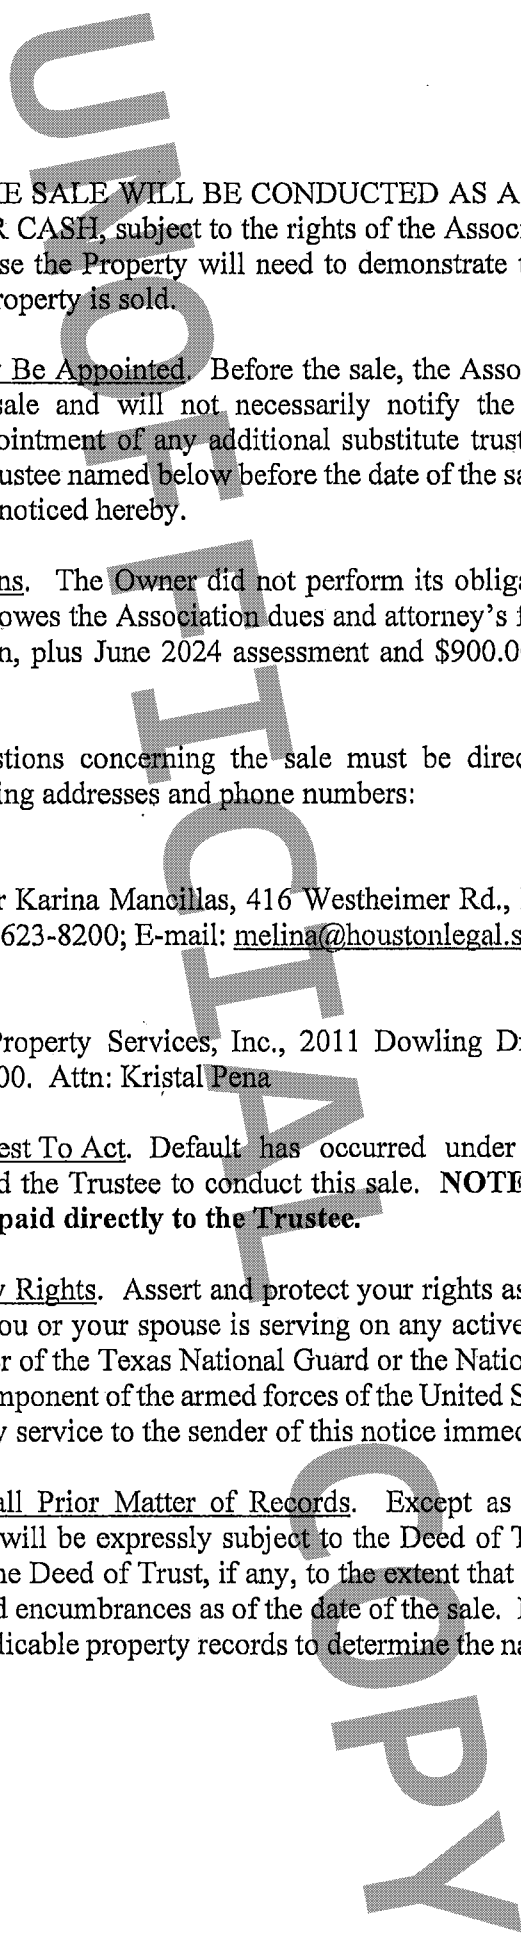 E SALE WILL BE CONDUCTED AS A
R CASH, subject to the rights of the Associ
se the Property will need to demonstrate t
roperty is sold.
y Be Appointed. Before the sale, the Asso
sale and will not necessarily notify the
ointment of any additional substitute trust
rustee named below before the date of the sa
noticed hereby.
ns. The Owner did not perform its obliga
owes the Association dues and attorney's f
n, plus June 2024 assessment and $900.0
stions concerning the sale must be direc
ing addresses and phone numbers:
r Karina Mancillas, 416 Westheimer Rd.,
623-8200; E-mail: melina@houstonlegal.s
Property Services, Inc., 2011 Dowling Dr
00. Attn: Kristal Pena
est To Act. Default has occurred under
d the Trustee to conduct this sale. NOTE
paid directly to the Trustee.
y Rights. Assert and protect your rights as
ou or your spouse is serving on any active
er of the Texas National Guard or the Natio
mponent of the armed forces of the United S
y service to the sender of this notice immed
all Prior Matter of Records. Except as
will be expressly subject to the Deed of T
he Deed of Trust, if any, to the extent that
d encumbrances as of the date of the sale.
licable property records to determine the na
UNOFFICIAL COPY